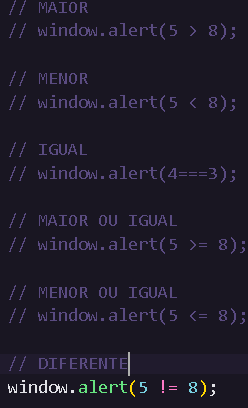 // MAIOR
// window.alert(5 > 8);
// MENOR
// window.alert(5 < 8);
// IGUAL
// window.alert(4===3);
// MAIOR OU IGUAL
// window.alert(5 >= 8);
// MENOR OU IGUAL
// window.alert(5 <= 8);
// DIFERENTE
window.alert(5 != 8);